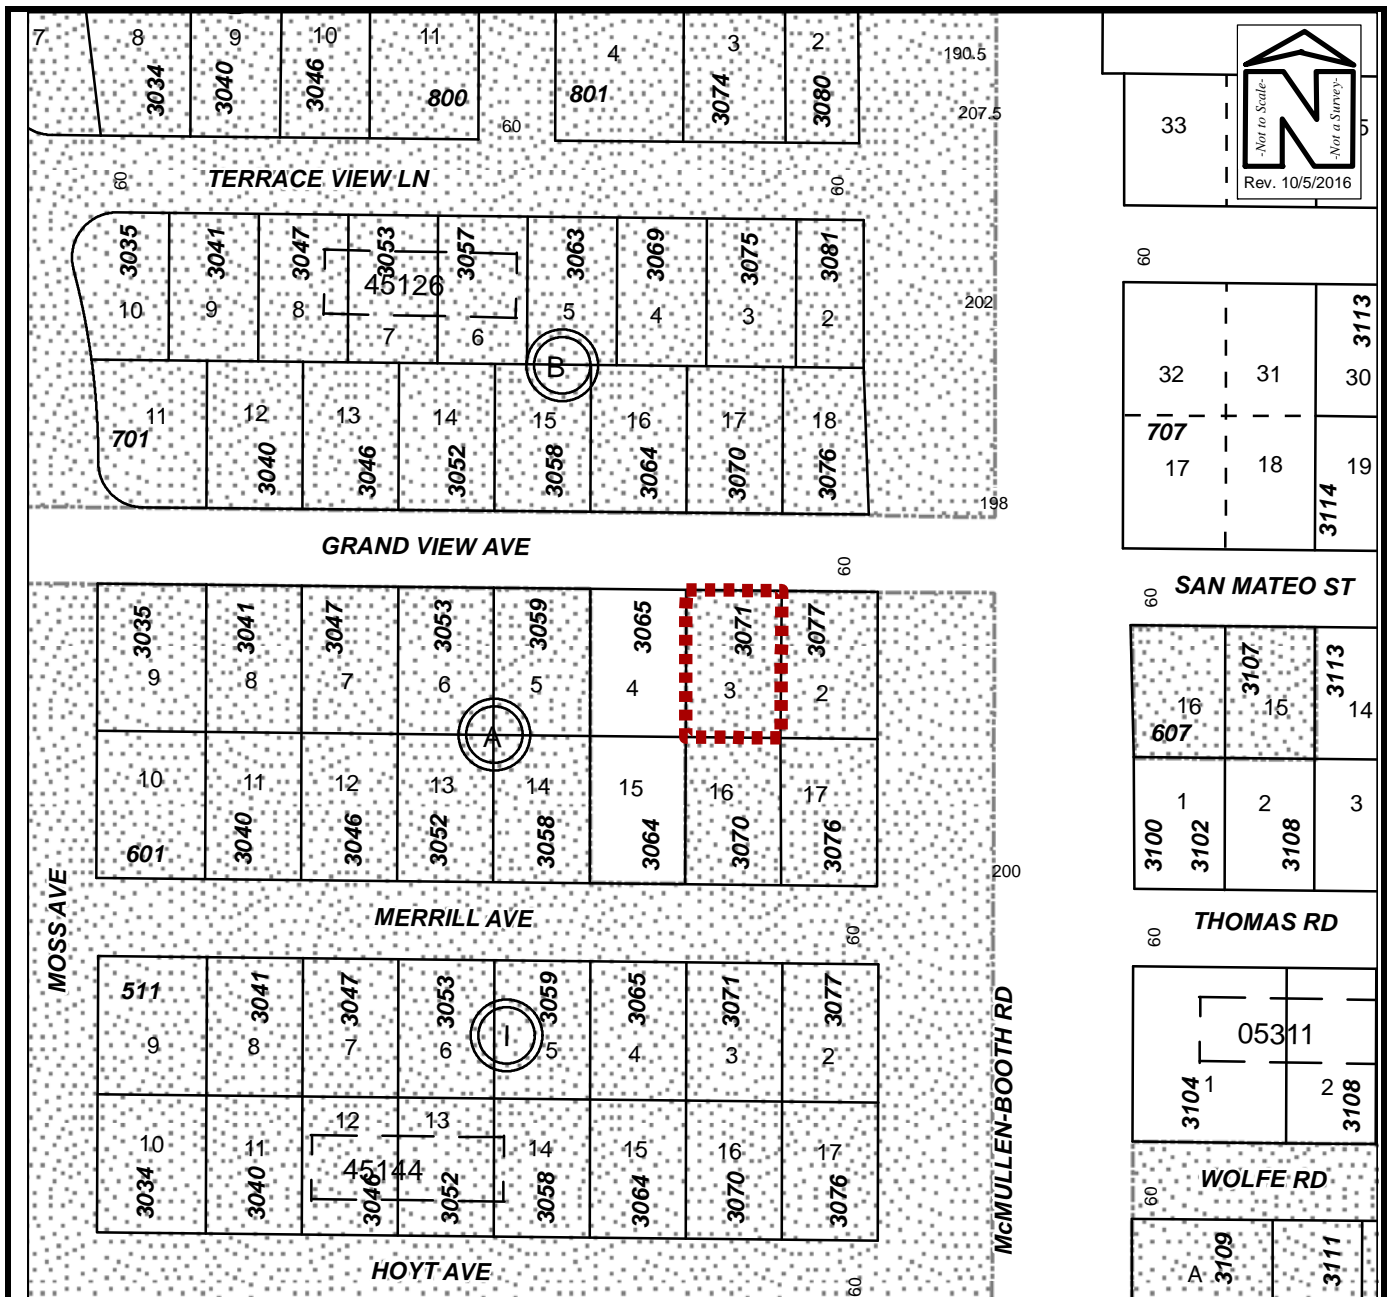 7 8 9 10 11 4 3 2
3034 3040 3046 800 801 3074 3080
190.5
207.5
60
33
5
-Not to Scale-
-Not a Survey-
Rev. 10/5/2016
60 TERRACE VIEW LN 60
3035 3041 3047 3053 3057 3063 3069 3075 3081
45126
10 9 8 7 6 5 4 3 2
202
B
11 12 13 14 15 16 17 18
701 3040 3046 3052 3058 3064 3070 3076
198
60
3113
32 31 30
707
17 18 19
3114
GRAND VIEW AVE
60
60
SAN MATEO ST
3035 3041 3047 3053 3059 3065 3071 3077
9 8 7 6 5 4 3 2
3107 3113
16 15 14
607
A
10 11 12 13 14 15 16 17
601 3040 3046 3052 3058 3064 3070 3076
1 2 3
3100 3102 3108
200
MOSS AVE
MERRILL AVE
60
60
THOMAS RD
511 3041 3047 3053 3059 3065 3071 3077
9 8 7 6 5 4 3 2
I
McMULLEN-BOOTH RD
05311
3104 1 2 3108
10 11 12 13 14 15 16 17
45144
3034 3040 3046 3052 3058 3064 3070 3076
60
WOLFE RD
HOYT AVE
60
A 3109 3111